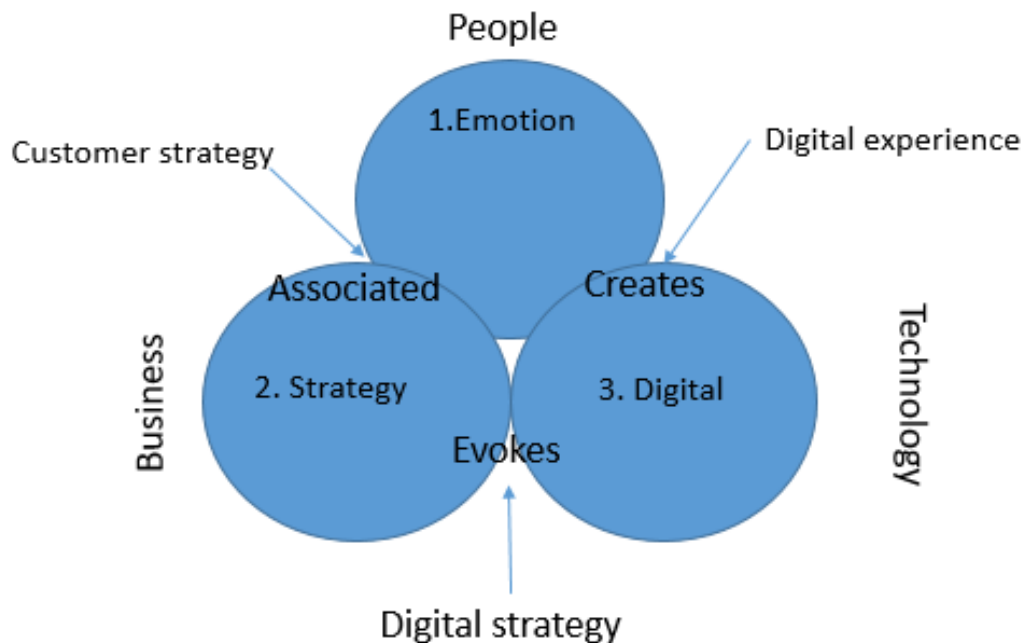 People
1.Emotion
Customer strategy
Digital experience
Associated
Creates
Business
2. Strategy
3. Digital
Technology
Evokes
Digital strategy